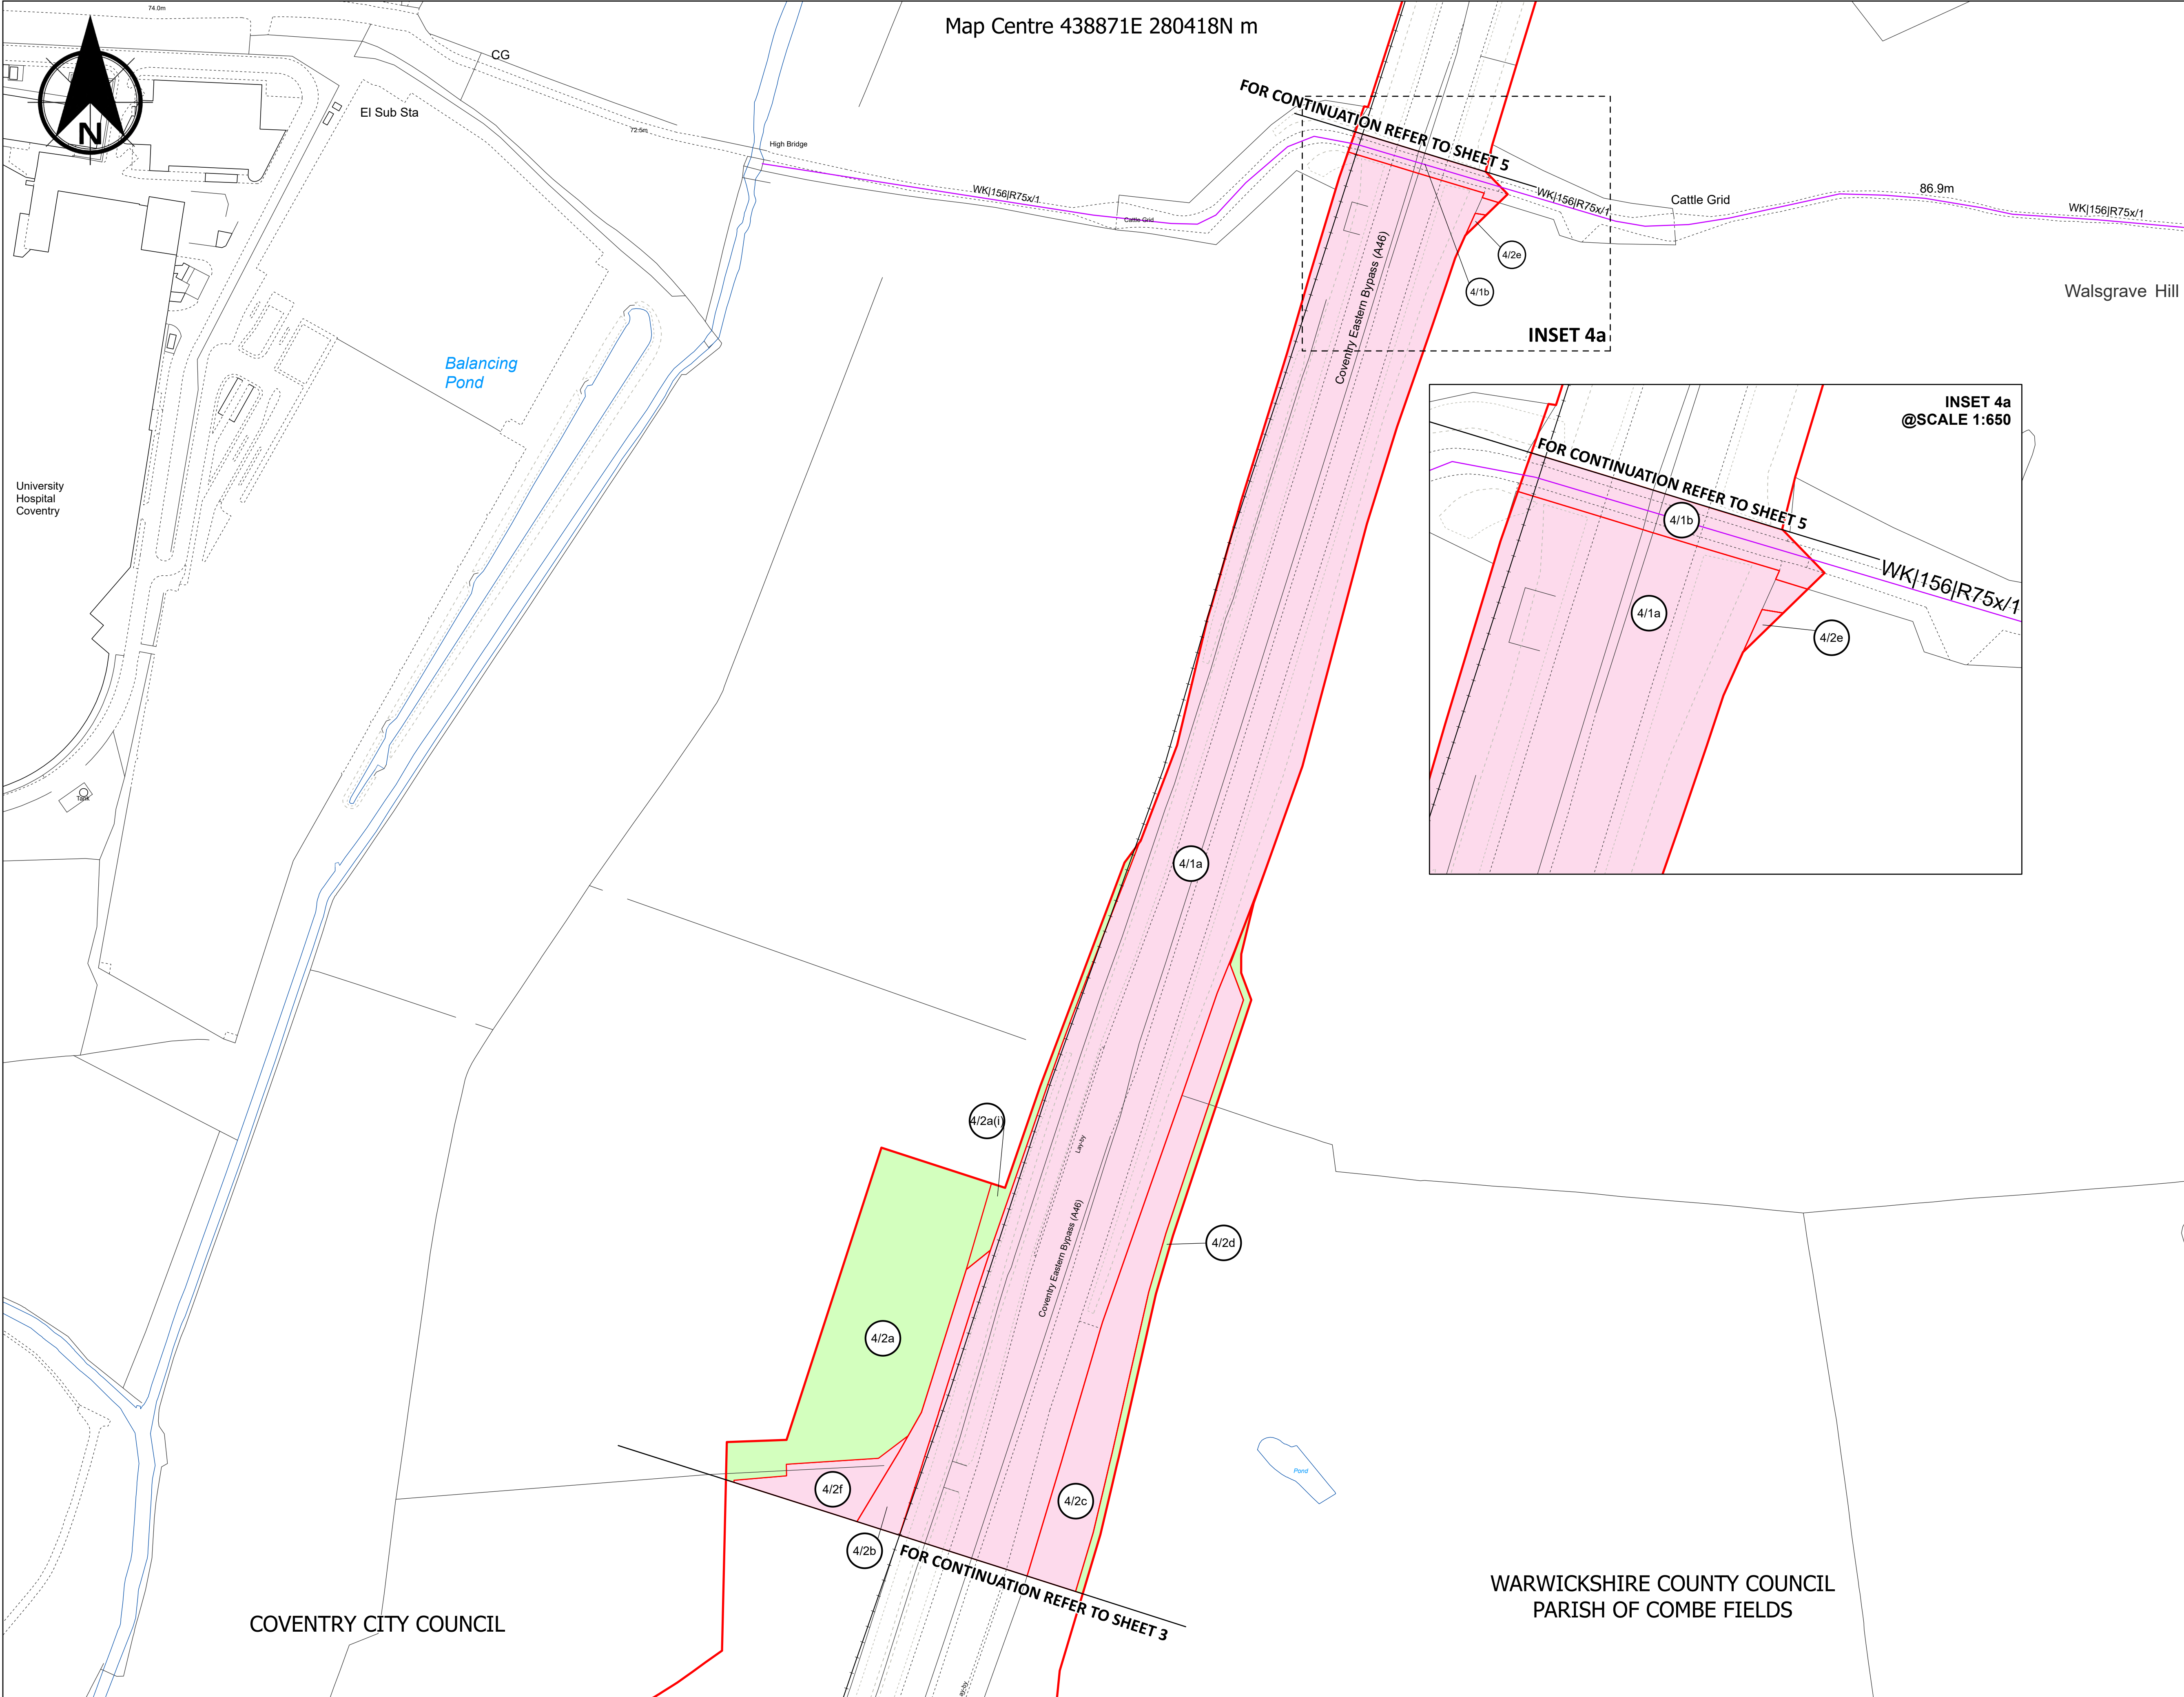 74.0m
Map Centre 438871E 280418N m
CG
N
El Sub Sta
72.5m
High Bridge
FOR CONTINUATION REFER TO SHEET 5
WK|156|R75x/1
Cattle Grid
WK|156|R75x/1
Cattle Grid
86.9m
WK|156|R75x/1
4/2e
4/1b
Walsgrave Hill
Coventry Eastern Bypass (A46)
INSET 4a
Balancing
Pond
INSET 4a
@SCALE 1:650
FOR CONTINUATION REFER TO SHEET 5
4/1b
WK|156|R75x/1
4/1a
4/2e
University
Hospital
Coventry
Tank
4/1a
4/2a(i)
Lay-by
Coventry Eastern Bypass (A46)
4/2d
4/2a
Pond
4/2f
4/2c
4/2b
FOR CONTINUATION REFER TO SHEET 3
COVENTRY CITY COUNCIL
WARWICKSHIRE COUNTY COUNCIL
PARISH OF COMBE FIELDS
ay-by